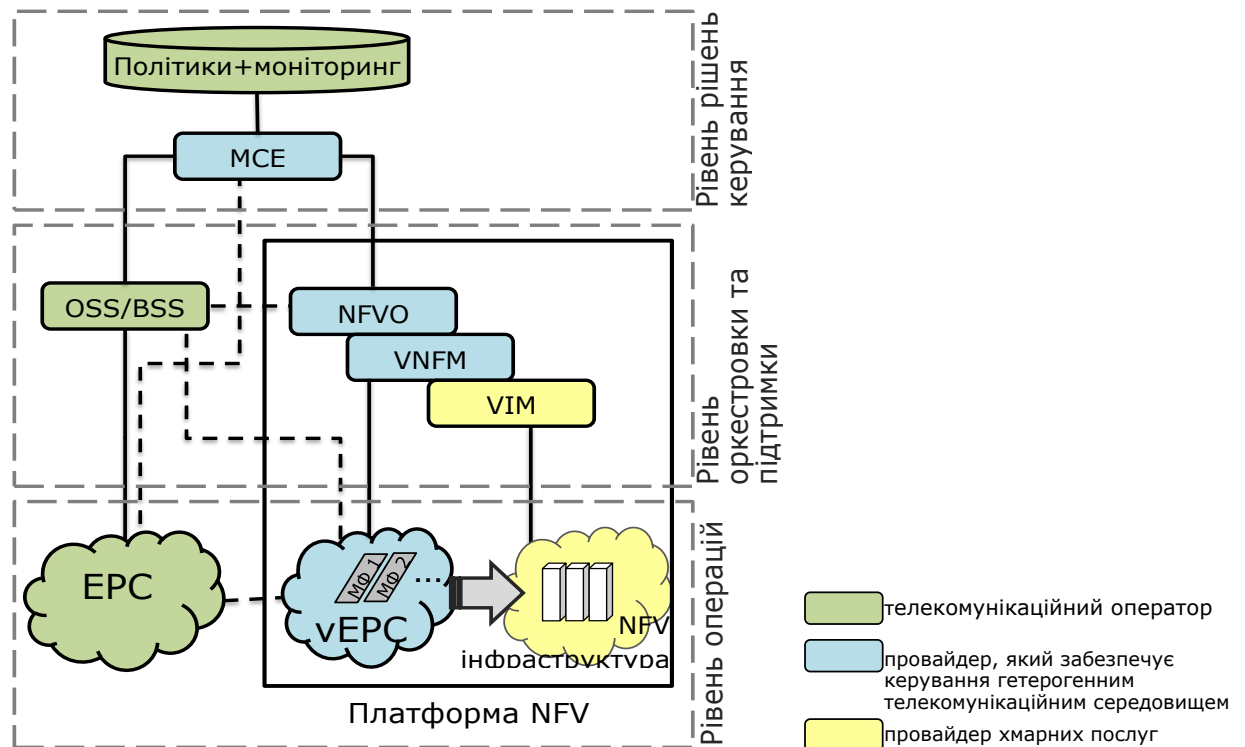 Політики+моніторинг
MCE
Рівень рішень
керування
OSS/BSS
NFVO
VNFM
VIM
Рівень
оркестровки та
підтримки
EPC
МФ 1
МФ 2
...
vEPC
NFV
інфраструктура
Рівень операцій
Платформа NFV
телекомунікаційний оператор
провайдер, який забезпечує
керування гетерогенним
телекомунікаційним середовищем
провайдер хмарних послуг